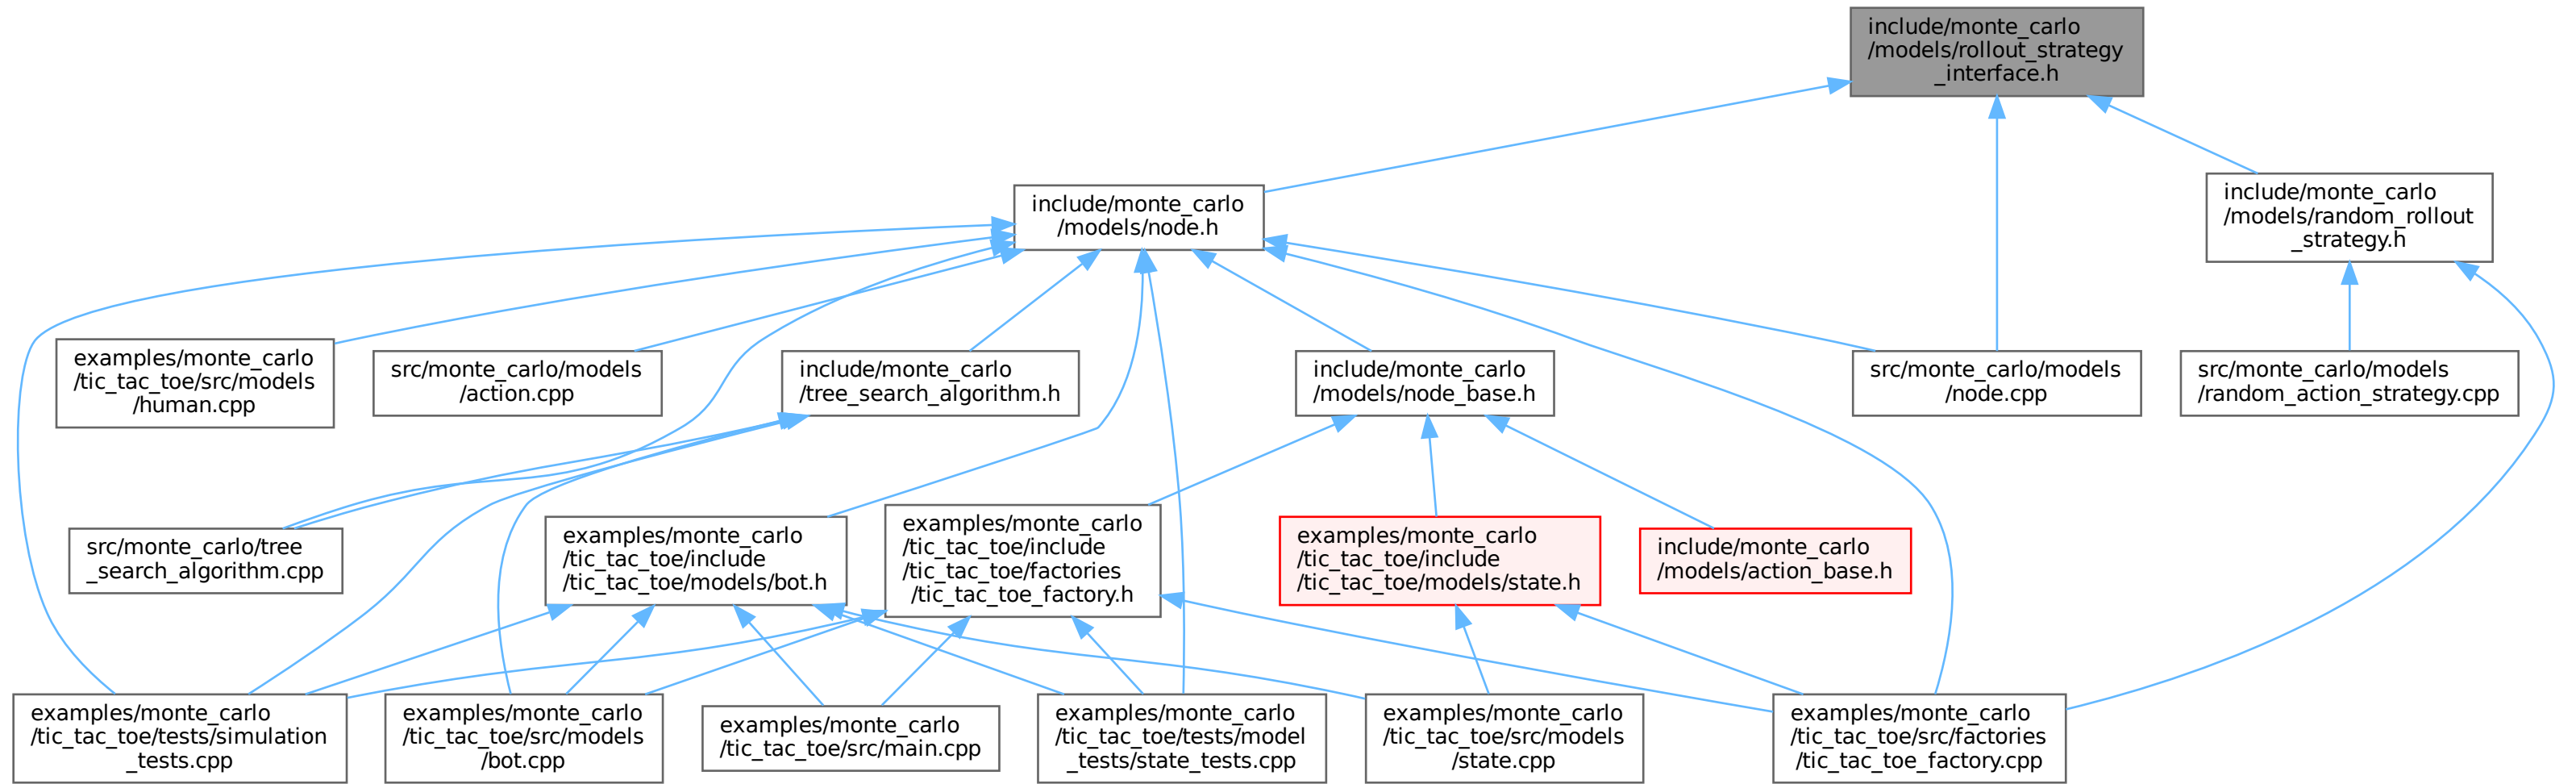 include/monte_carlo
/models/rollout_strategy
_interface.h
include/monte_carlo
/models/node.h
include/monte_carlo
/models/random_rollout
_strategy.h
examples/monte_carlo
/tic_tac_toe/src/models
/human.cpp
src/monte_carlo/models
/action.cpp
include/monte_carlo
/tree_search_algorithm.h
include/monte_carlo
/models/node_base.h
src/monte_carlo/models
/node.cpp
src/monte_carlo/models
/random_action_strategy.cpp
src/monte_carlo/tree
_search_algorithm.cpp
examples/monte_carlo
/tic_tac_toe/include
/tic_tac_toe/models/bot.h
examples/monte_carlo
/tic_tac_toe/include
/tic_tac_toe/factories
/tic_tac_toe_factory.h
examples/monte_carlo
/tic_tac_toe/include
/tic_tac_toe/models/state.h
include/monte_carlo
/models/action_base.h
examples/monte_carlo
/tic_tac_toe/tests/simulation
_tests.cpp
examples/monte_carlo
/tic_tac_toe/src/models
/bot.cpp
examples/monte_carlo
/tic_tac_toe/src/main.cpp
examples/monte_carlo
/tic_tac_toe/tests/model
_tests/state_tests.cpp
examples/monte_carlo
/tic_tac_toe/src/models
/state.cpp
examples/monte_carlo
/tic_tac_toe/src/factories
/tic_tac_toe_factory.cpp